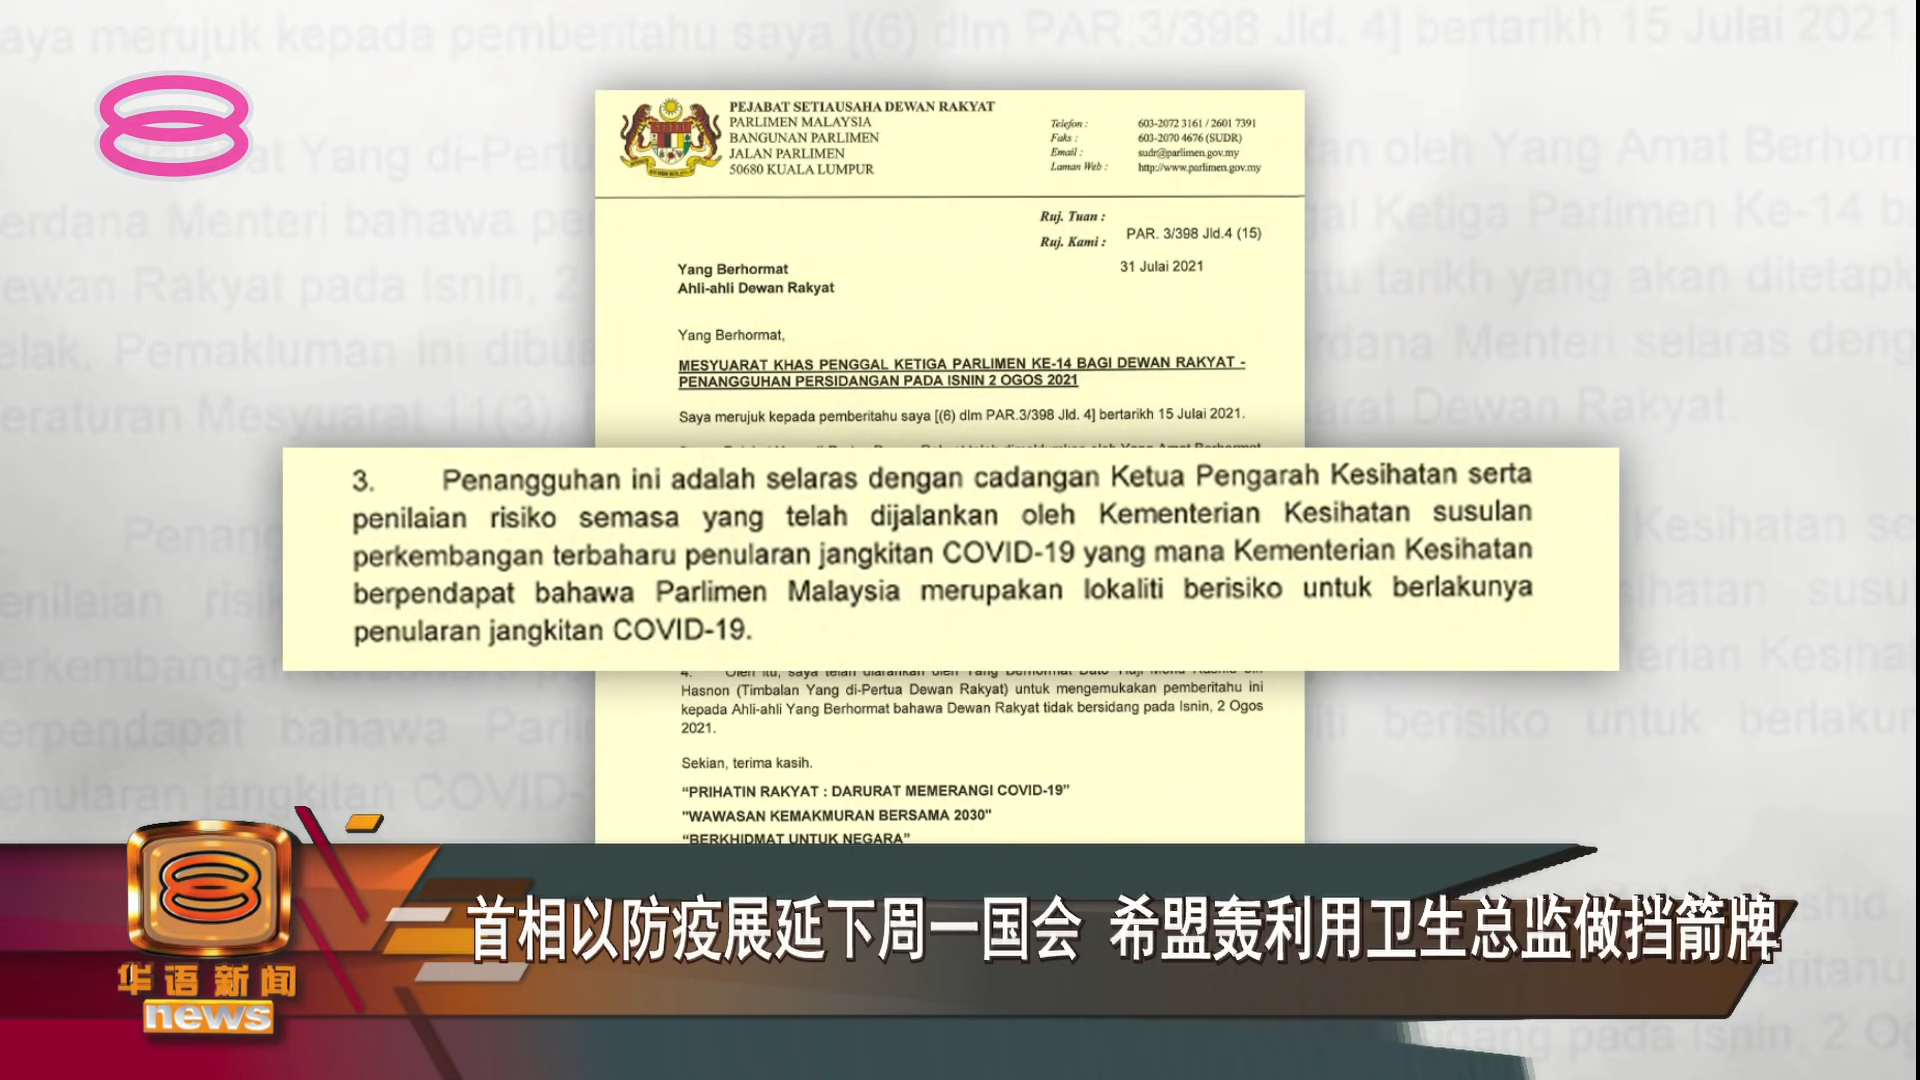 PEJABAT SETIAUSAHA DEWAN RAKYAT
PARLIMEN MALAYSIA
BANGUNAN PARLIMEN
JALAN PARLIMEN
50680 KUALA LUMPUR
Telefon : 603-2072 3161 / 2601 7391
Faks : 603-2070 4676 (SUDR)
Email : sudr@parlimen.gov.my
Laman Web : http://www.parlimen.gov.my
Ruj. Tuan :
Ruj. Kami : PAR. 3/398 Jld.4 (15)
31 Julai 2021
Yang Berhormat
Ahli-ahli Dewan Rakyat
Yang Berhormat,
MESYUARAT KHAS PENGGAL KETIGA PARLIMEN KE-14 BAGI DEWAN RAKYAT -
PENANGGUHAN PERSIDANGAN PADA ISNIN 2 OGOS 2021
Saya merujuk kepada pemberitahu saya [(6) dlm PAR.3/398 Jld. 4] bertarikh 15 Julai 2021.
3. Penangguhan ini adalah selaras dengan cadangan Ketua Pengarah Kesihatan serta
penilaian risiko semasa yang telah dijalankan oleh Kementerian Kesihatan susulan
perkembangan terbaharu penularan jangkitan COVID-19 yang mana Kementerian Kesihatan
berpendapat bahawa Parlimen Malaysia merupakan lokaliti berisiko untuk berlakunya
penularan jangkitan COVID-19.
Hasnon (Timbalan Yang di-Pertua Dewan Rakyat) untuk mengemukakan pemberitahu ini
kepada Ahli-ahli Yang Berhormat bahawa Dewan Rakyat tidak bersidang pada Isnin, 2 Ogos
2021.
Sekian, terima kasih.
“PRIHATIN RAKYAT : DARURAT MEMERANGI COVID-19”
"WAWASAN KEMAKMURAN BERSAMA 2030"
“BERKHIDMAT UNTUK NEGARA”
首相以防疫展延下周一国会 希盟轰利用卫生总监做挡箭牌
华语新闻
news